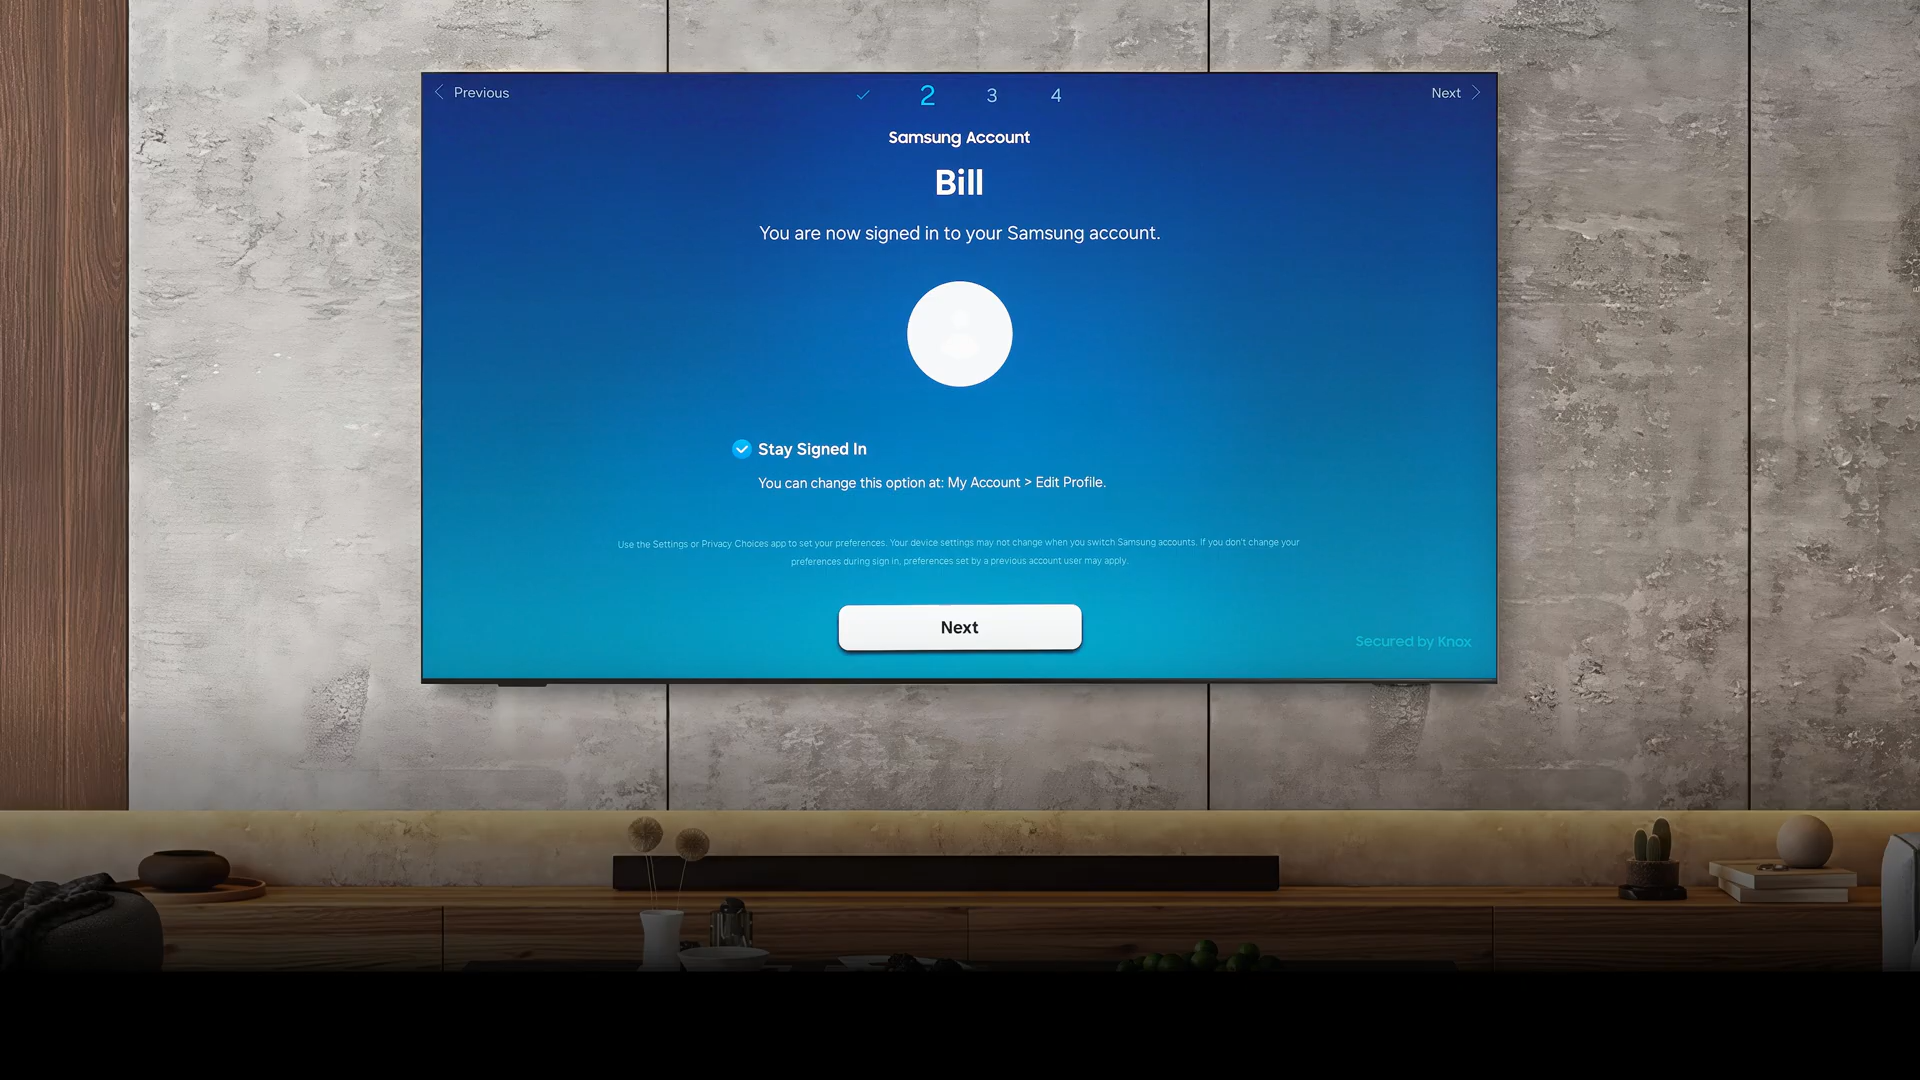 Previous
2
3
4
Next
Samsung Account
Bill
You are now signed in to your Samsung account.
Stay Signed In
You can change this option at: My Account > Edit Profile.
Use the Settings or Privacy Choices app to set your preferences. Your device settings may not change when you switch Samsung accounts. If you don't change your
preferences during sign in, preferences set by a previous account user may apply.
Next
Secured by Knox